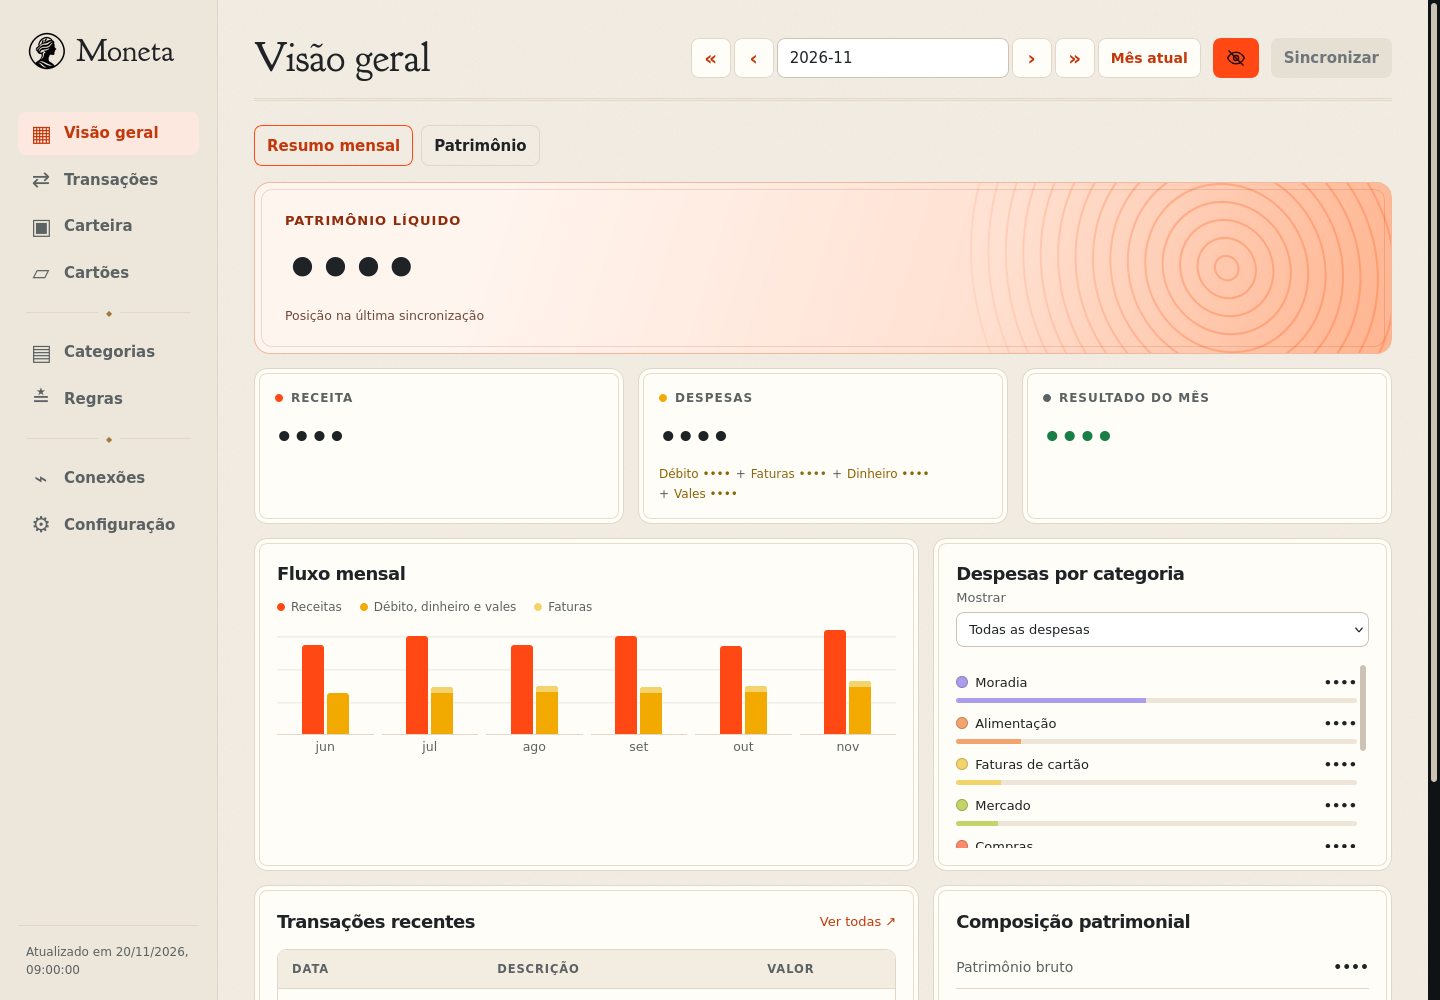 Moneta
Visão geral
Transações
Carteira
Cartões
Categorias
Regras
Conexões
Configuração
Atualizado em 20/11/2026,
09:00:00
Visão geral
« ‹ 2026-11 › » Mês atual Sincronizar
Resumo mensal Patrimônio
PATRIMÔNIO LÍQUIDO
••••
Posição na última sincronização
RECEITA
••••
DESPESAS
••••
Débito •••• + Faturas •••• + Dinheiro ••••
+ Vales ••••
RESULTADO DO MÊS
••••
Fluxo mensal
Receitas Débito, dinheiro e vales Faturas
jun jul ago set out nov
Despesas por categoria
Mostrar
Todas as despesas
Moradia ••••
Alimentação ••••
Faturas de cartão ••••
Mercado ••••
Compras ••••
Transações recentes Ver todas ↗
DATA DESCRIÇÃO VALOR
Composição patrimonial
Patrimônio bruto ••••